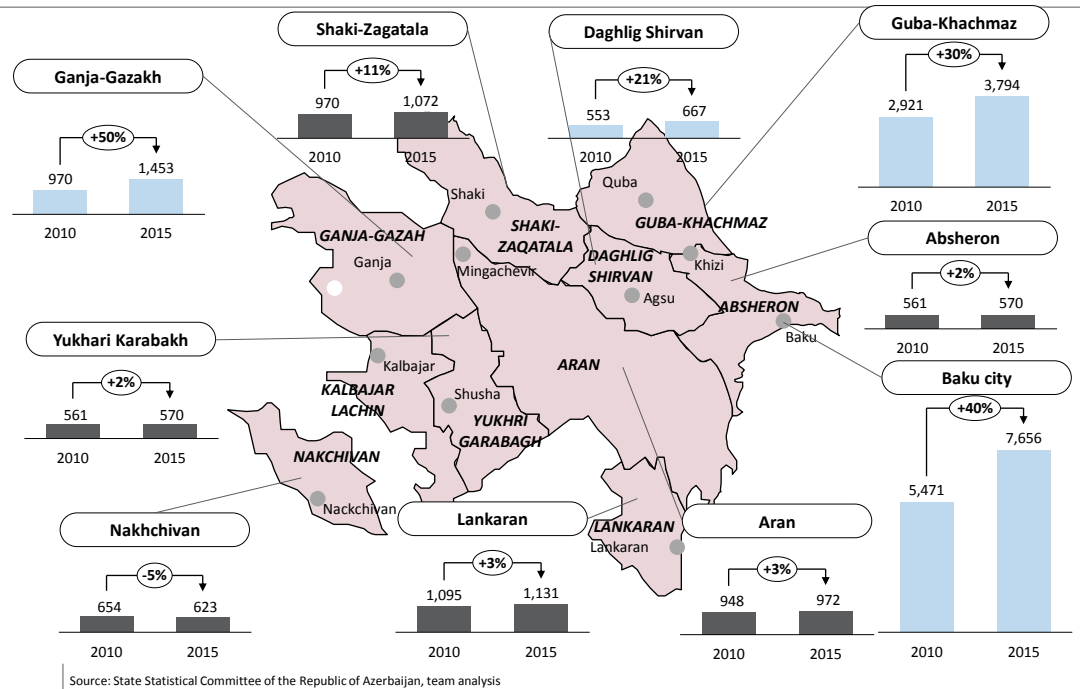 Shaki-Zagatala
+11%
970
1,072
2010
2015
Daghlig Shirvan
+21%
553
667
2010
2015
Guba-Khachmaz
+30%
2,921
3,794
2010
2015
Ganja-Gazakh
+50%
970
1,453
2010
2015
Absheron
+2%
561
570
2010
2015
Yukhari Karabakh
+2%
561
570
2010
2015
Baku city
+40%
5,471
7,656
2010
2015
Nakhchivan
-5%
654
623
2010
2015
Lankaran
+3%
1,095
1,131
2010
2015
Aran
+3%
948
972
2010
2015
Shaki
SHAKI-
ZAQATALA
Quba
GUBA-KHACHMAZ
GANJA-GAZAH
Ganja
Mingachevir
DAGHLIG
SHIRVAN
Khizi
Agsu
ABSHERON
Baku
ARAN
Kalbajar
KALBAJAR
LACHIN
Shusha
YUKHRI
GARABAGH
NAKCHIVAN
Nackchivan
LANKARAN
Lankaran
Source: State Statistical Committee of the Republic of Azerbaijan, team analysis